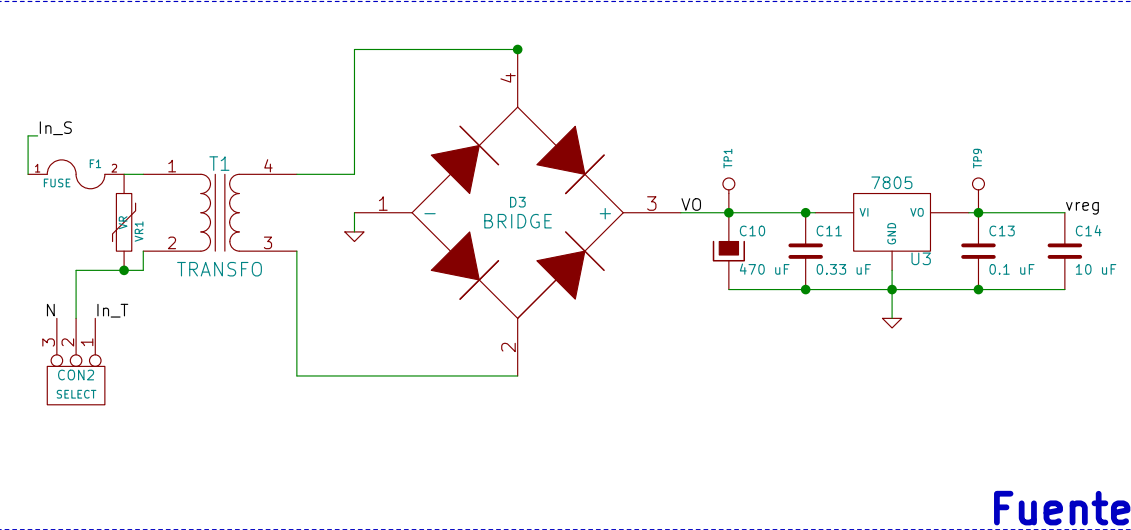 In_S
1
FUSE
F1
2
1
T1
4
VR
VR1
2
3
TRANSFO
N
In_T
3
2
1
CON2
SELECT
4
1
−
D3
BRIDGE
+
3
2
VO
TP1
C10
470 uF
C11
0.33 uF
7805
VI
VO
GND
U3
TP9
C13
0.1 uF
vreg
C14
10 uF
Fuente